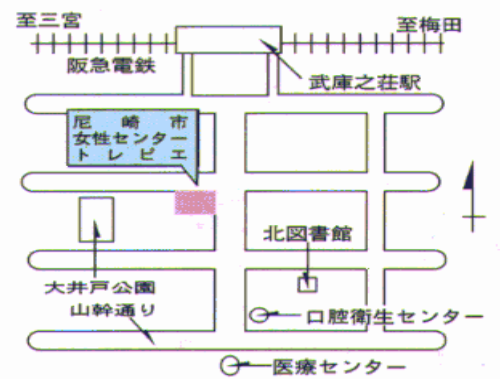 至三宮
至梅田
阪急電鉄
武庫之荘駅
尼崎市
女性センター
トレピエ
北図書館
大井戸公園
山幹通り
口腔衛生センター
医療センター